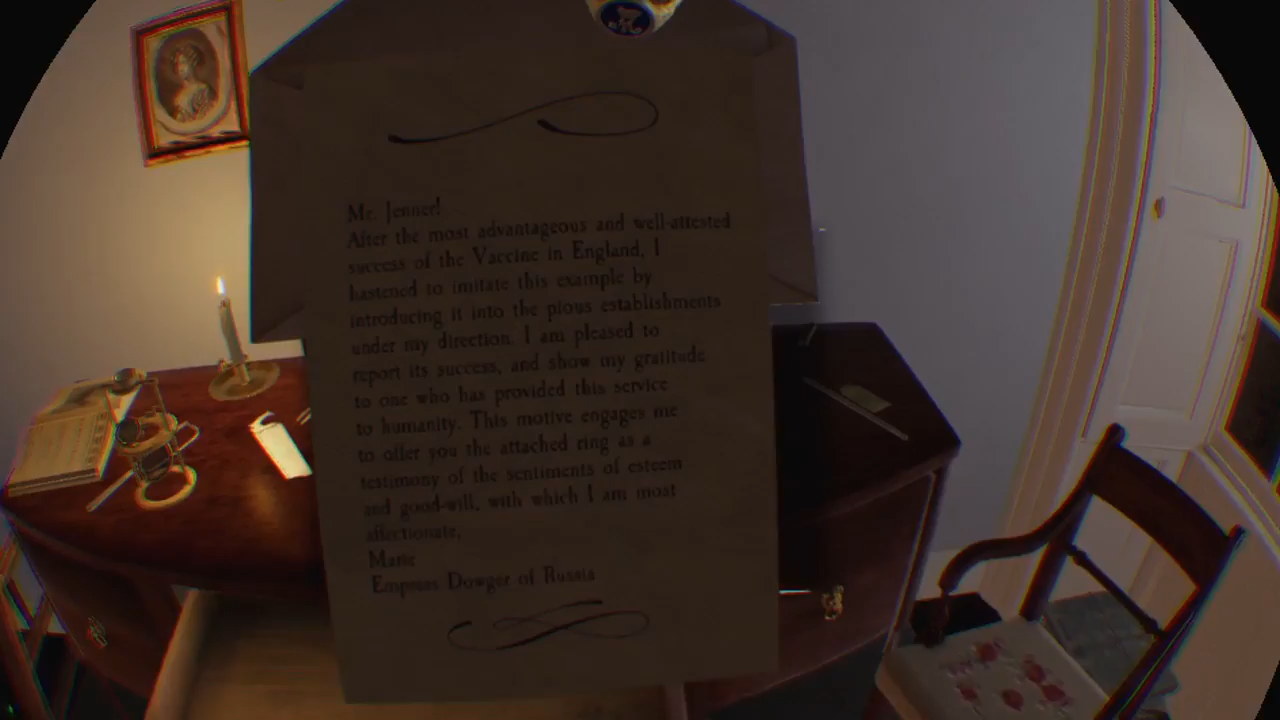 Mr. Jenner!
After the most advantageous and well-attested
success of the Vaccine in England, I
hastened to imitate this example by
introducing it into the pious establishments
under my direction. I am pleased to
report its success, and show my gratitude
to one who has provided this service
to humanity. This motive engages me
to offer you the attached ring as a
testimony of the sentiments of esteem
and good-will, with which I am most
affectionate,
Marie
Empress Dowger of Russia